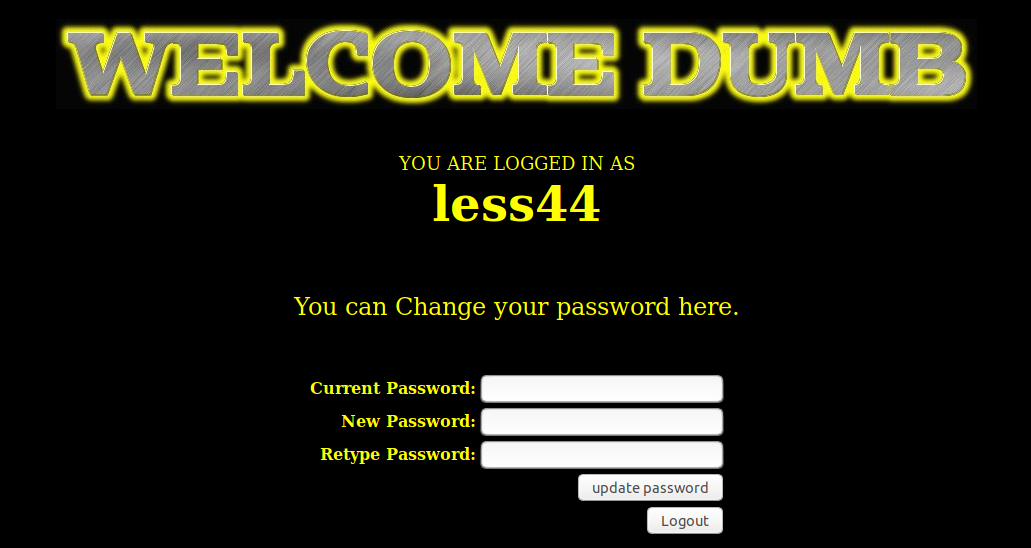 WELCOME DUMB
YOU ARE LOGGED IN AS
less44
You can Change your password here.
Current Password:
New Password:
Retype Password:
update password
Logout